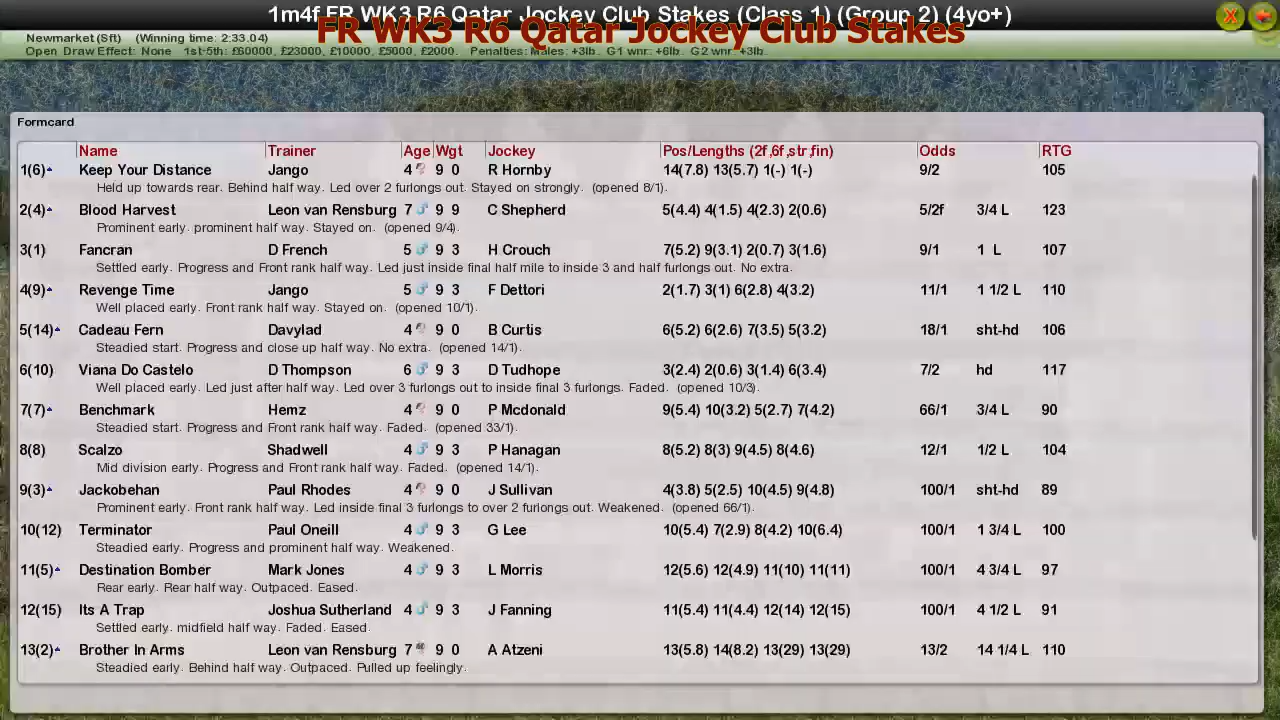 1m4f FR WK3 R6 Qatar Jockey Club Stakes (Class 1) (Group 2) (4yo+)
FR WK3 R6 Qatar Jockey Club Stakes
Newmarket (Sft) (Winning time: 2:33.04)
Open Draw Effect: None 1st-5th: £60000, £23000, £10000, £5000, £2000. Penalties: Males: +3lb. G1 wnr: +6lb. G2 wnr: +3lb.
Formcard
Name Trainer Age Wgt Jockey Pos/Lengths (2f,6f,str,fin) Odds RTG
1(6) Keep Your Distance Jango 4 9 0 R Hornby 14(7.8) 13(5.7) 1(-) 1(-) 9/2 105
Held up towards rear. Behind half way. Led over 2 furlongs out. Stayed on strongly. (opened 8/1).
2(4) Blood Harvest Leon van Rensburg 7 9 9 C Shepherd 5(4.4) 4(1.5) 4(2.3) 2(0.6) 5/2f 3/4 L 123
Prominent early. prominent half way. Stayed on. (opened 9/4).
3(1) Fancran D French 5 9 3 H Crouch 7(5.2) 9(3.1) 2(0.7) 3(1.6) 9/1 1 L 107
Settled early. Progress and Front rank half way. Led just inside final half mile to inside 3 and half furlongs out. No extra.
4(9) Revenge Time Jango 5 9 3 F Dettori 2(1.7) 3(1) 6(2.8) 4(3.2) 11/1 1 1/2 L 110
Well placed early. Front rank half way. Stayed on. (opened 10/1).
5(14) Cadeau Fern Davylad 4 9 0 B Curtis 6(5.2) 6(2.6) 7(3.5) 5(3.2) 18/1 sht-hd 106
Steadied start. Progress and close up half way. No extra. (opened 14/1).
6(10) Viana Do Castelo D Thompson 6 9 3 D Tudhope 3(2.4) 2(0.6) 3(1.4) 6(3.4) 7/2 hd 117
Well placed early. Led just after half way. Led over 3 furlongs out to inside final 3 furlongs. Faded. (opened 10/3).
7(7) Benchmark Hemz 4 9 0 P Mcdonald 9(5.4) 10(3.2) 5(2.7) 7(4.2) 66/1 3/4 L 90
Steadied start. Progress and Front rank half way. Faded. (opened 33/1).
8(8) Scalzo Shadwell 4 9 3 P Hanagan 8(5.2) 8(3) 9(4.5) 8(4.6) 12/1 1/2 L 104
Mid division early. Progress and Front rank half way. Faded. (opened 14/1).
9(3) Jackobehan Paul Rhodes 4 9 0 J Sullivan 4(3.8) 5(2.5) 10(4.5) 9(4.8) 100/1 sht-hd 89
Prominent early. Front rank half way. Led inside final 3 furlongs to over 2 furlongs out. Weakened. (opened 66/1).
10(12) Terminator Paul Oneill 4 9 3 G Lee 10(5.4) 7(2.9) 8(4.2) 10(6.4) 100/1 1 3/4 L 100
Steadied early. Progress and prominent half way. Weakened.
11(5) Destination Bomber Mark Jones 4 9 3 L Morris 12(5.6) 12(4.9) 11(10) 11(11) 100/1 4 3/4 L 97
Rear early. Rear half way. Outpaced. Eased.
12(15) Its A Trap Joshua Sutherland 4 9 3 J Fanning 11(5.4) 11(4.4) 12(14) 12(15) 100/1 4 1/2 L 91
Settled early. midfield half way. Faded. Eased.
13(2) Brother In Arms Leon van Rensburg 7 9 0 A Atzeni 13(5.8) 14(8.2) 13(29) 13(29) 13/2 14 1/4 L 110
Steadied early. Behind half way. Outpaced. Pulled up feelingly.